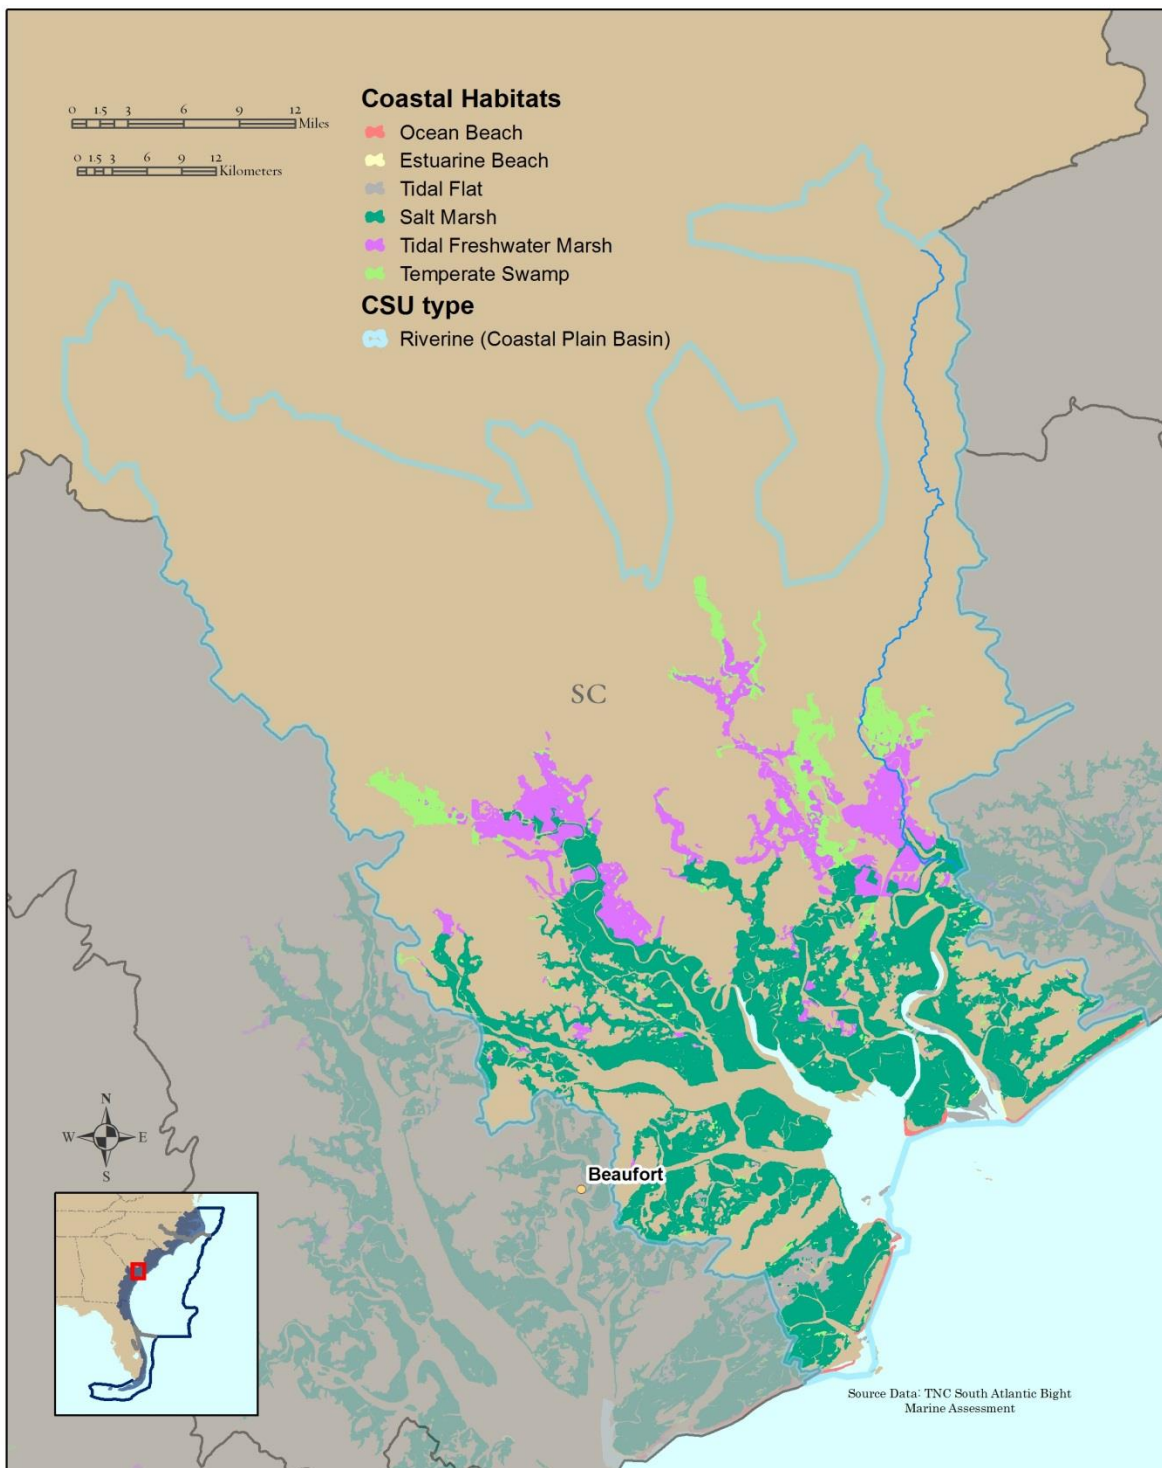 0 1.5 3 6 9 12
Miles
0 1.5 3 6 9 12
Kilometers
Coastal Habitats
Ocean Beach
Estuarine Beach
Tidal Flat
Salt Marsh
Tidal Freshwater Marsh
Temperate Swamp
CSU type
Riverine (Coastal Plain Basin)
SC
N
W E
S
Beaufort
Source Data: TNC South Atlantic Bight
Marine Assessment